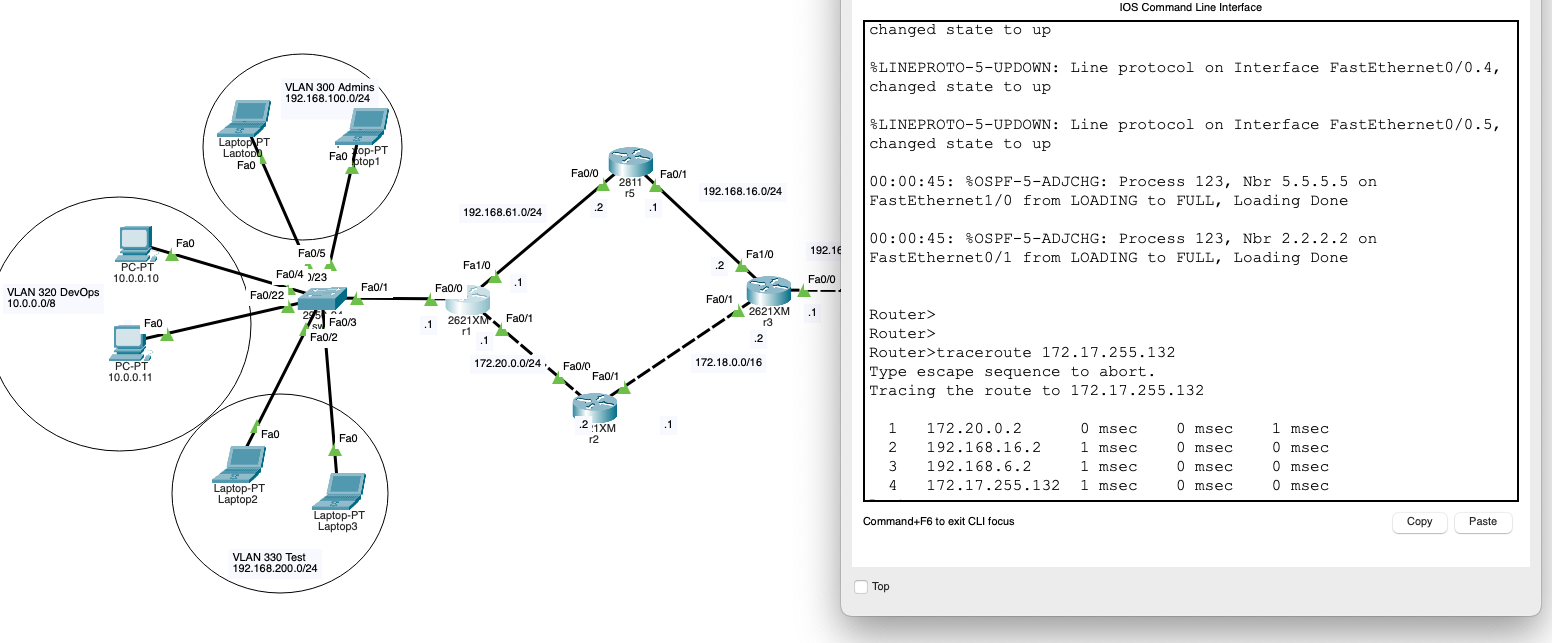 VLAN 300 Admins
192.168.100.0/24
Laptop-PT
Laptop0
Fa0
Fa0
top-PT
ptop1
PC-PT
10.0.0.10
Fa0
VLAN 320 DevOps
10.0.0.0/8
Fa0
PC-PT
10.0.0.11
Fa0/5
Fa0/4
0/23
Fa0/22
Fa0/1
Fa0/3
Fa0/2
Fa0/0
.1
2621XM
r1
Fa1/0
.1
Fa0/1
.1
192.168.61.0/24
Fa0/0
.2
2811
r5
Fa0/1
.1
192.168.16.0/24
Fa1/0
.2
2621XM
r3
Fa0/0
.1
192.16
Fa0/1
.2
172.18.0.0/16
172.20.0.0/24
Fa0/0
Fa0/1
.2
1XM
r2
.1
Fa0
Laptop-PT
Laptop2
Fa0
Laptop-PT
Laptop3
VLAN 330 Test
192.168.200.0/24
IOS Command Line Interface
changed state to up
%LINEPROTO-5-UPDOWN: Line protocol on Interface FastEthernet0/0.4,
changed state to up
%LINEPROTO-5-UPDOWN: Line protocol on Interface FastEthernet0/0.5,
changed state to up
00:00:45: %OSPF-5-ADJCHG: Process 123, Nbr 5.5.5.5 on
FastEthernet1/0 from LOADING to FULL, Loading Done
00:00:45: %OSPF-5-ADJCHG: Process 123, Nbr 2.2.2.2 on
FastEthernet0/1 from LOADING to FULL, Loading Done
Router>
Router>
Router>traceroute 172.17.255.132
Type escape sequence to abort.
Tracing the route to 172.17.255.132
1 172.20.0.2 0 msec 0 msec 1 msec
2 192.168.16.2 1 msec 0 msec 0 msec
3 192.168.6.2 1 msec 0 msec 0 msec
4 172.17.255.132 1 msec 0 msec 0 msec
Command+F6 to exit CLI focus
Copy
Paste
Top